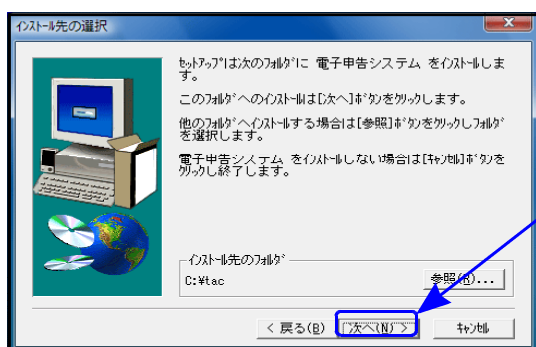 インストール先の選択
セットアップは次のフォルダに 電子申告システム をインストールしま
す。
このフォルダへのインストールは[次へ]ボタンをクリックします。
他のフォルダへインストールする場合は[参照]ボタンをクリックしフォルダ
を選択します。
電子申告システム をインストールしない場合は[キャンセル]ボタンを
クリックし終了します。
インストール先のフォルダ
C:¥tac
参照(R)...
< 戻る(B)
次へ(N) >
キャンセル